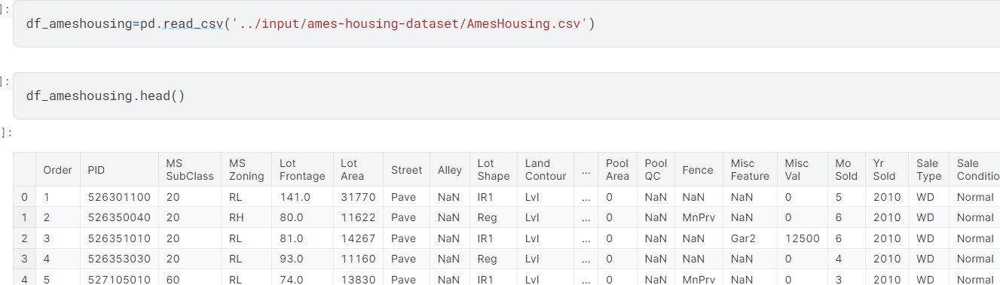 ]:
df_ameshousing=pd.read_csv('../input/ames-housing-dataset/AmesHousing.csv')
]:
df_ameshousing.head()
]:
Order PID MS SubClass MS Zoning Lot Frontage Lot Area Street Alley Lot Shape Land Contour ... Pool Area Pool QC Fence Misc Feature Misc Val Mo Sold Yr Sold Sale Type Sale Conditio
0 1 526301100 20 RL 141.0 31770 Pave NaN IR1 Lvl ... 0 NaN NaN NaN 0 5 2010 WD Normal
1 2 526350040 20 RH 80.0 11622 Pave NaN Reg Lvl ... 0 NaN MnPrv NaN 0 6 2010 WD Normal
2 3 526351010 20 RL 81.0 14267 Pave NaN IR1 Lvl ... 0 NaN NaN Gar2 12500 6 2010 WD Normal
3 4 526353030 20 RL 93.0 11160 Pave NaN Reg Lvl ... 0 NaN NaN NaN 0 4 2010 WD Normal
4 5 527105010 60 RL 74.0 13830 Pave NaN IR1 Lvl ... 0 NaN MnPrv NaN 0 3 2010 WD Normal